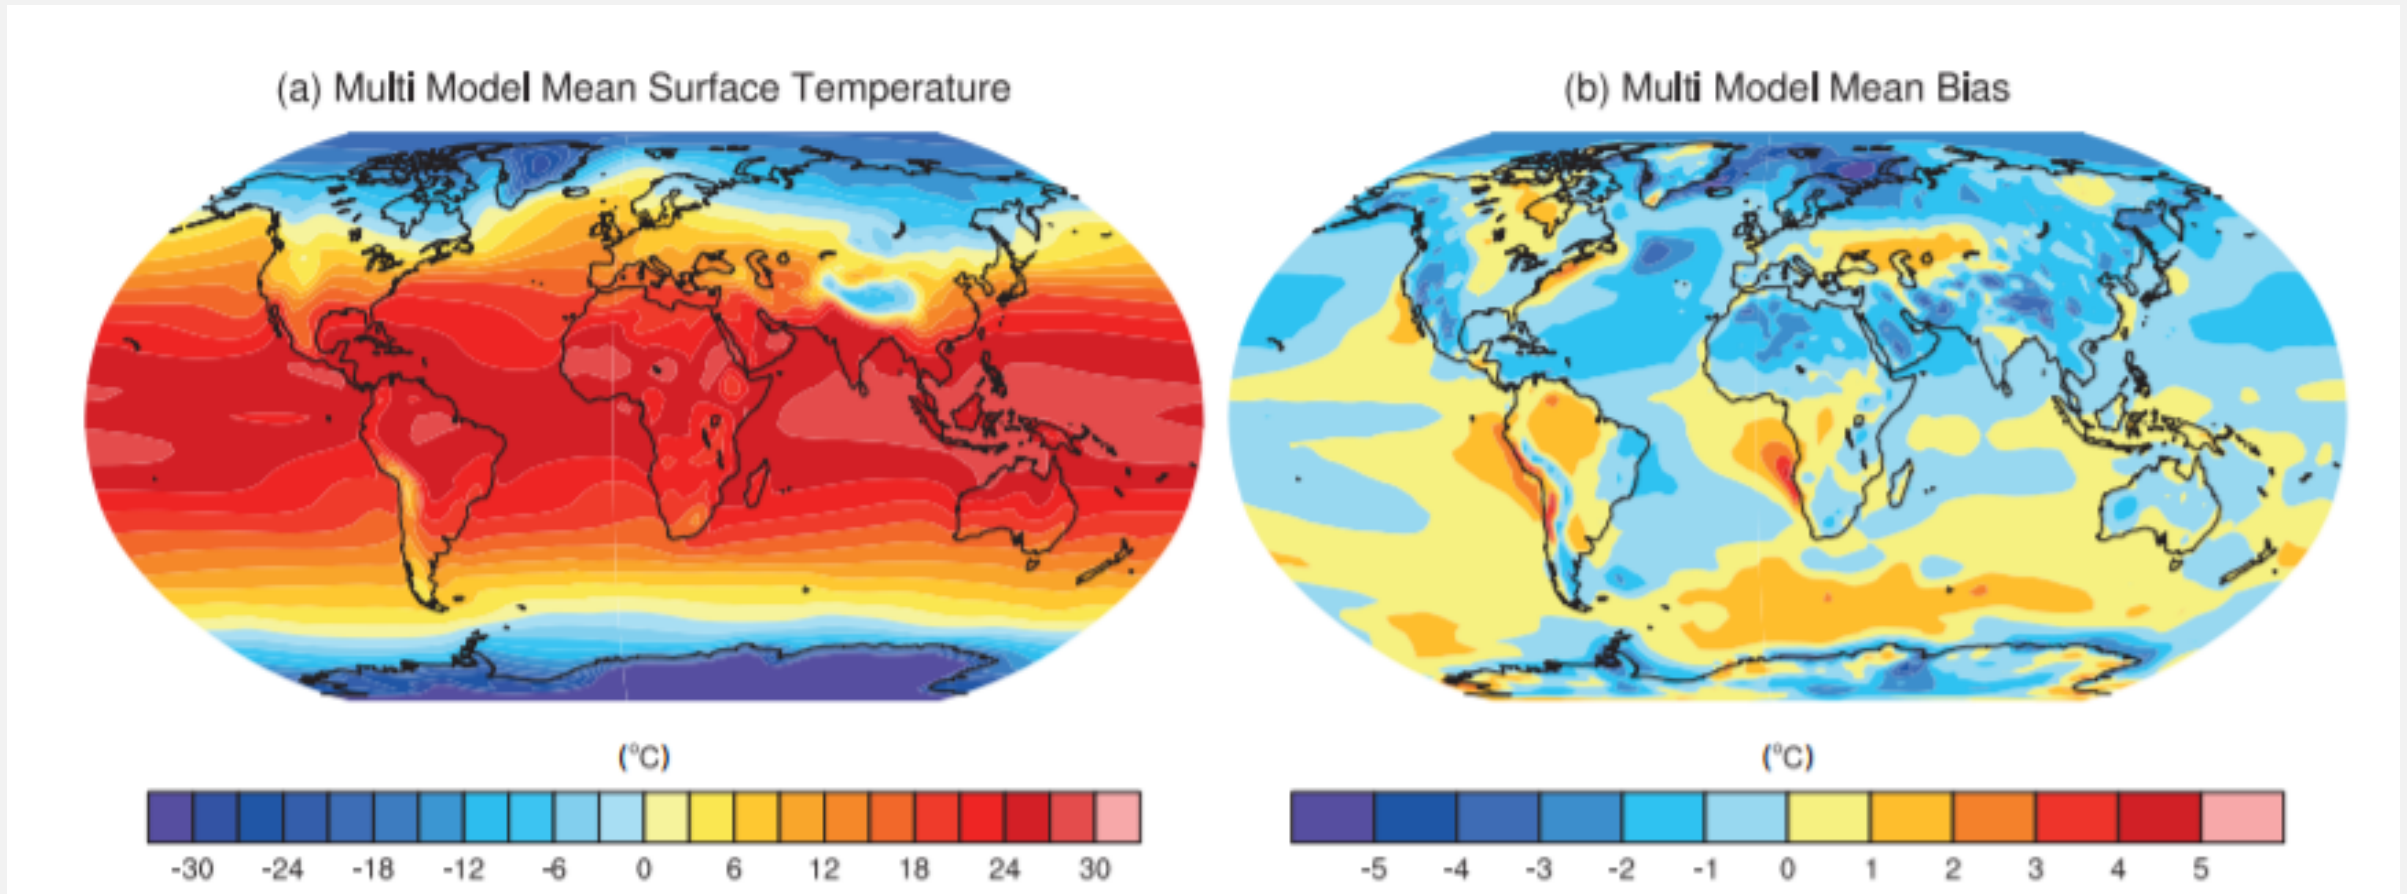 (a) Multi Model Mean Surface Temperature
(°C)
-30 -24 -18 -12 -6 0 6 12 18 24 30
(b) Multi Model Mean Bias
(°C)
-5 -4 -3 -2 -1 0 1 2 3 4 5